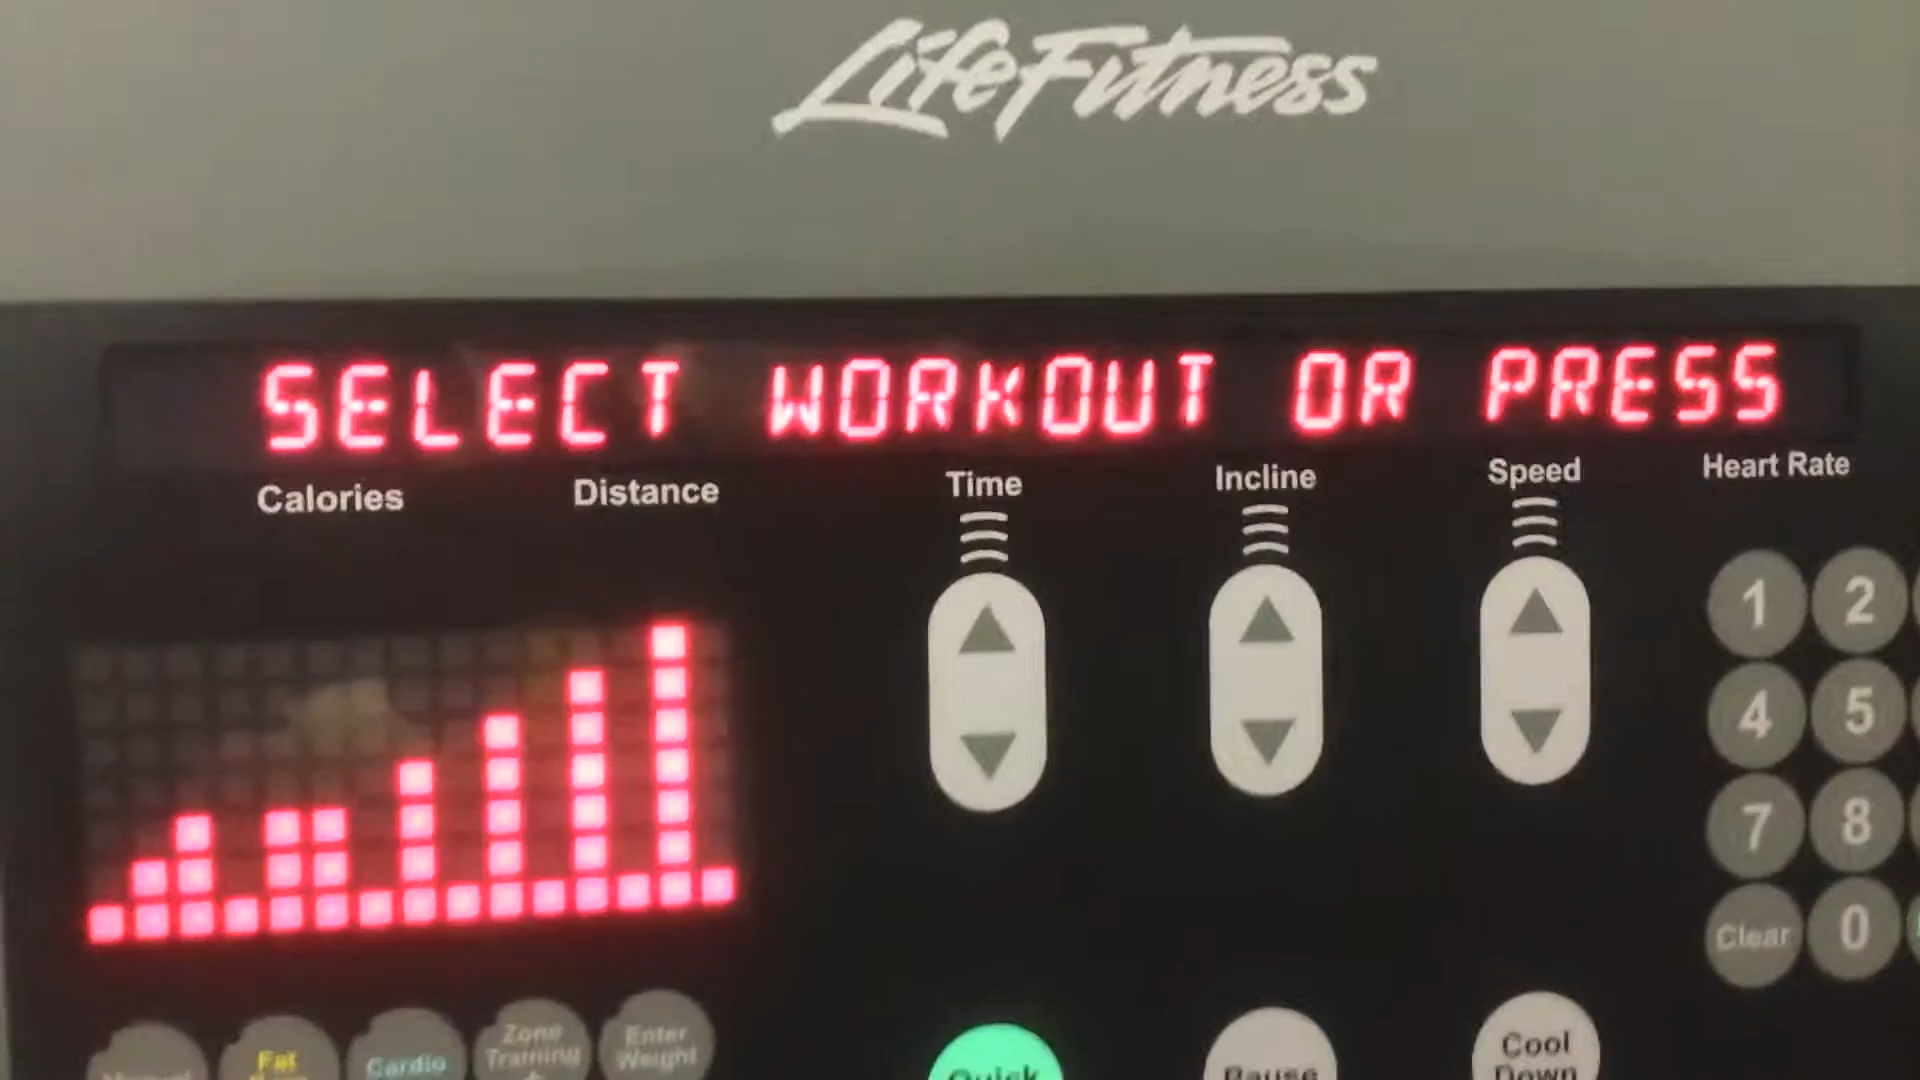 LifeFitness
SELECT WORKOUT OR PRESS
Calories Distance Time Incline Speed Heart Rate
1 2
4 5
7 8
Clear 0
Fat
Cardio
Zone
Training
+
Enter
Weight
Quick
Pause
Cool
Down